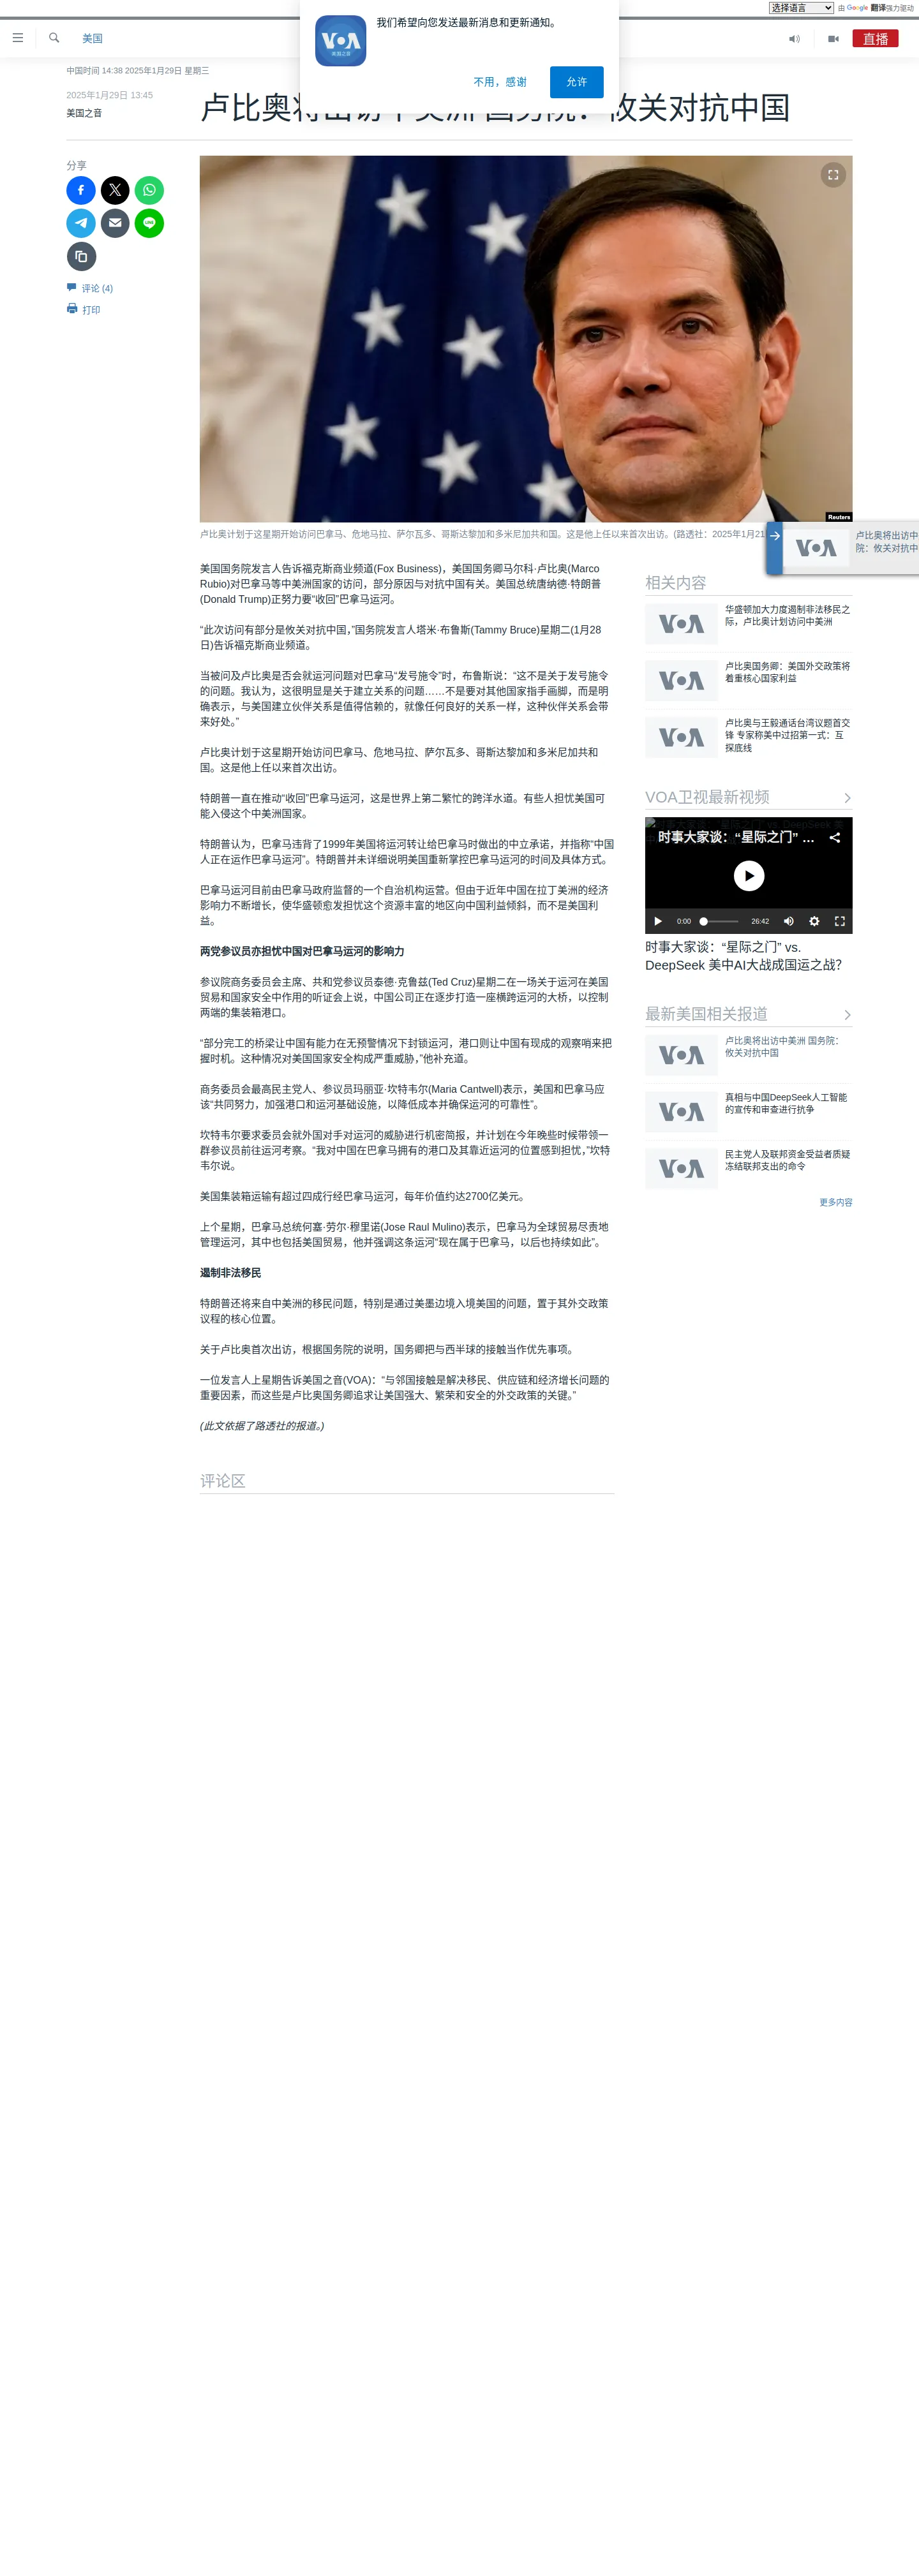 选择语言
由 Google 翻译强力驱动
我们希望向您发送最新消息和更新通知。
VOA
美国之音
不用，感谢
允许
美国
直播
中国时间 14:38 2025年1月29日 星期三
2025年1月29日 13:45
美国之音
卢比奥将出访中美洲 国务院：攸关对抗中国
分享
LINE
评论 (4)
打印
Reuters
卢比奥计划于这星期开始访问巴拿马、危地马拉、萨尔瓦多、哥斯达黎加和多米尼加共和国。这是他上任以来首次出访。(路透社：2025年1月21
VOA
卢比奥将出访中
院：攸关对抗中
美国国务院发言人告诉福克斯商业频道(Fox Business)，美国国务卿马尔科·卢比奥(Marco
Rubio)对巴拿马等中美洲国家的访问，部分原因与对抗中国有关。美国总统唐纳德·特朗普
(Donald Trump)正努力要“收回”巴拿马运河。
“此次访问有部分是攸关对抗中国，”国务院发言人塔米·布鲁斯(Tammy Bruce)星期二(1月28
日)告诉福克斯商业频道。
当被问及卢比奥是否会就运河问题对巴拿马“发号施令”时，布鲁斯说：“这不是关于发号施令
的问题。我认为，这很明显是关于建立关系的问题……不是要对其他国家指手画脚，而是明
确表示，与美国建立伙伴关系是值得信赖的，就像任何良好的关系一样，这种伙伴关系会带
来好处。”
卢比奥计划于这星期开始访问巴拿马、危地马拉、萨尔瓦多、哥斯达黎加和多米尼加共和
国。这是他上任以来首次出访。
特朗普一直在推动“收回”巴拿马运河，这是世界上第二繁忙的跨洋水道。有些人担忧美国可
能入侵这个中美洲国家。
特朗普认为，巴拿马违背了1999年美国将运河转让给巴拿马时做出的中立承诺，并指称“中国
人正在运作巴拿马运河”。特朗普并未详细说明美国重新掌控巴拿马运河的时间及具体方式。
巴拿马运河目前由巴拿马政府监督的一个自治机构运营。但由于近年中国在拉丁美洲的经济
影响力不断增长，使华盛顿愈发担忧这个资源丰富的地区向中国利益倾斜，而不是美国利
益。
两党参议员亦担忧中国对巴拿马运河的影响力
参议院商务委员会主席、共和党参议员泰德·克鲁兹(Ted Cruz)星期二在一场关于运河在美国
贸易和国家安全中作用的听证会上说，中国公司正在逐步打造一座横跨运河的大桥，以控制
两端的集装箱港口。
“部分完工的桥梁让中国有能力在无预警情况下封锁运河，港口则让中国有现成的观察哨来把
握时机。这种情况对美国国家安全构成严重威胁，”他补充道。
商务委员会最高民主党人、参议员玛丽亚·坎特韦尔(Maria Cantwell)表示，美国和巴拿马应
该“共同努力，加强港口和运河基础设施，以降低成本并确保运河的可靠性”。
坎特韦尔要求委员会就外国对手对运河的威胁进行机密简报，并计划在今年晚些时候带领一
群参议员前往运河考察。“我对中国在巴拿马拥有的港口及其靠近运河的位置感到担忧，”坎特
韦尔说。
美国集装箱运输有超过四成行经巴拿马运河，每年价值约达2700亿美元。
上个星期，巴拿马总统何塞·劳尔·穆里诺(Jose Raul Mulino)表示，巴拿马为全球贸易尽责地
管理运河，其中也包括美国贸易，他并强调这条运河“现在属于巴拿马，以后也持续如此”。
遏制非法移民
特朗普还将来自中美洲的移民问题，特别是通过美墨边境入境美国的问题，置于其外交政策
议程的核心位置。
关于卢比奥首次出访，根据国务院的说明，国务卿把与西半球的接触当作优先事项。
一位发言人上星期告诉美国之音(VOA)：“与邻国接触是解决移民、供应链和经济增长问题的
重要因素，而这些是卢比奥国务卿追求让美国强大、繁荣和安全的外交政策的关键。”
(此文依据了路透社的报道。)
评论区
相关内容
VOA
华盛顿加大力度遏制非法移民之
际，卢比奥计划访问中美洲
VOA
卢比奥国务卿：美国外交政策将
着重核心国家利益
VOA
卢比奥与王毅通话台湾议题首交
锋 专家称美中过招第一式：互
探底线
VOA卫视最新视频
时事大家谈：“星际之门” ...
0:00
26:42
时事大家谈：“星际之门” vs.
DeepSeek 美中AI大战成国运之战？
最新美国相关报道
VOA
卢比奥将出访中美洲 国务院：
攸关对抗中国
VOA
真相与中国DeepSeek人工智能
的宣传和审查进行抗争
VOA
民主党人及联邦资金受益者质疑
冻结联邦支出的命令
更多内容